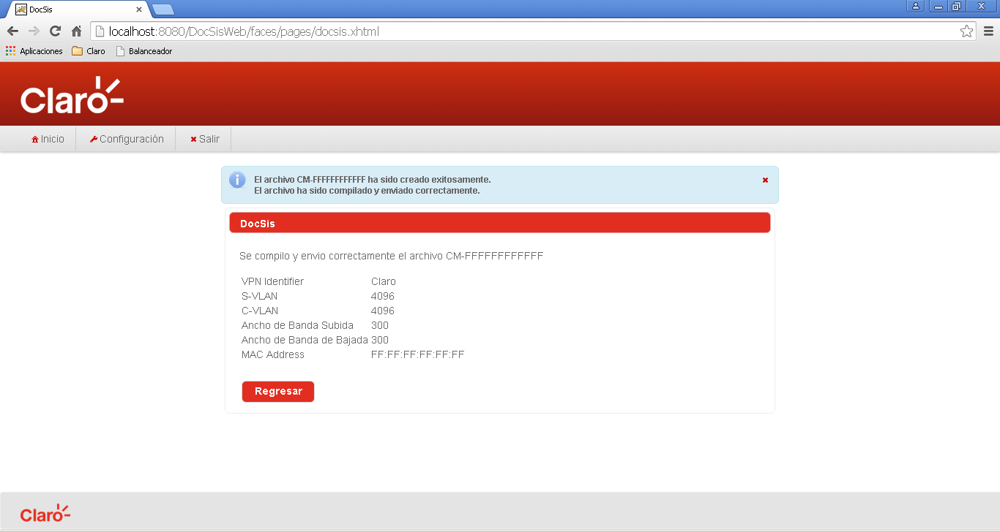 DocSis
localhost:8080/DocSisWeb/faces/pages/docsis.xhtml
Aplicaciones Claro Balanceador
Claro
Inicio Configuración Salir
El archivo CM-FFFFFFFFFFFF ha sido creado exitosamente.
El archivo ha sido compilado y enviado correctamente.
DocSis
Se compilo y envio correctamente el archivo CM-FFFFFFFFFFFF
VPN Identifier Claro
S-VLAN 4096
C-VLAN 4096
Ancho de Banda Subida 300
Ancho de Banda de Bajada 300
MAC Address FF:FF:FF:FF:FF:FF
Regresar
Claro